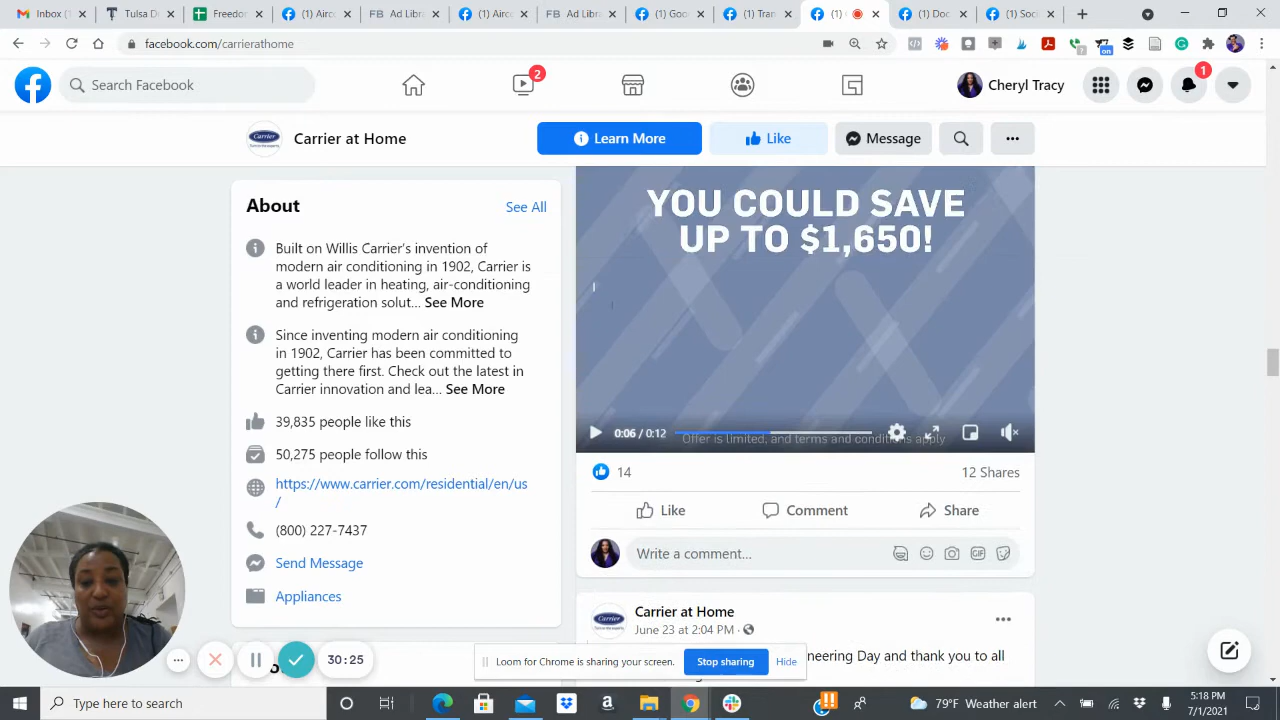 Inbox (1
Tulsa D
Freedo
(1) Airco
FB Ad Libra
(1) Airco
FB Ad Libra
(1) Goo
(1) Tran
(1)
(1) Doc
(1) Soc
facebook.com/carrierathome
on
Search Facebook
2
Cheryl Tracy
1
Carrier at Home
Learn More
Like
Message
About
See All
Built on Willis Carrier's invention of
modern air conditioning in 1902, Carrier is
a world leader in heating, air-conditioning
and refrigeration solut... See More
Since inventing modern air conditioning
in 1902, Carrier has been committed to
getting there first. Check out the latest in
Carrier innovation and lea... See More
39,835 people like this
50,275 people follow this
https://www.carrier.com/residential/en/us
/
(800) 227-7437
Send Message
Appliances
YOU COULD SAVE
UP TO $1,650!
0:06 / 0:12
Offer is limited, and terms and conditions apply
14
12 Shares
Like
Comment
Share
Write a comment...
GIF
Carrier at Home
June 23 at 2:04 PM ·
neering Day and thank you to all
30:25
Loom for Chrome is sharing your screen.
Stop sharing
Hide
Type here to search
79°F Weather alert
5:18 PM
7/1/2021